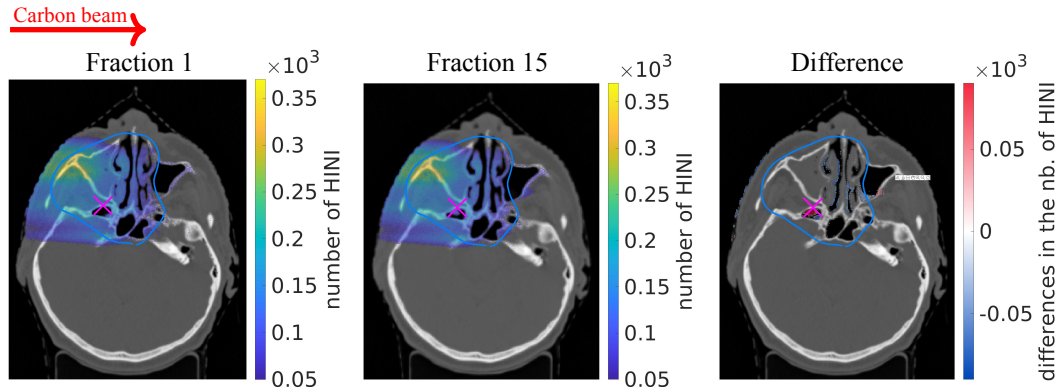 Carbon beam
Fraction 1
Fraction 15
Difference
×10³
0.35
0.3
0.25
0.2
0.15
0.1
0.05
number of HINI
×10³
0.35
0.3
0.25
0.2
0.15
0.1
0.05
number of HINI
×10³
0.05
0
-0.05
differences in the nb. of HINI